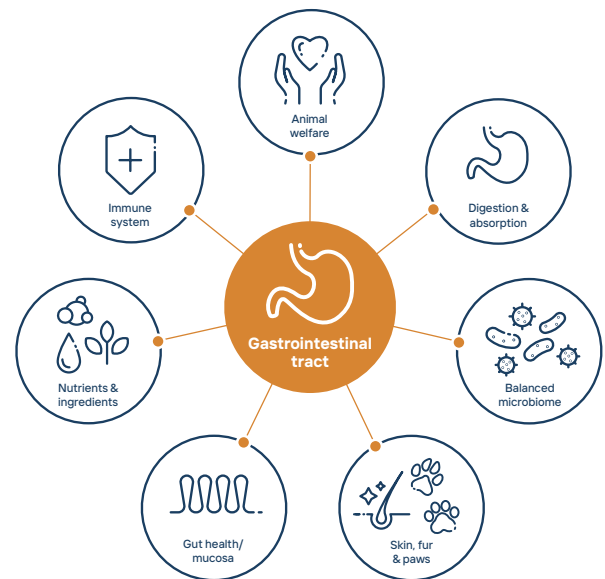 Animal
welfare
Immune
system
Digestion &
absorption
Gastrointestinal
tract
Nutrients &
ingredients
Balanced
microbiome
Gut health/
mucosa
Skin, fur
& paws